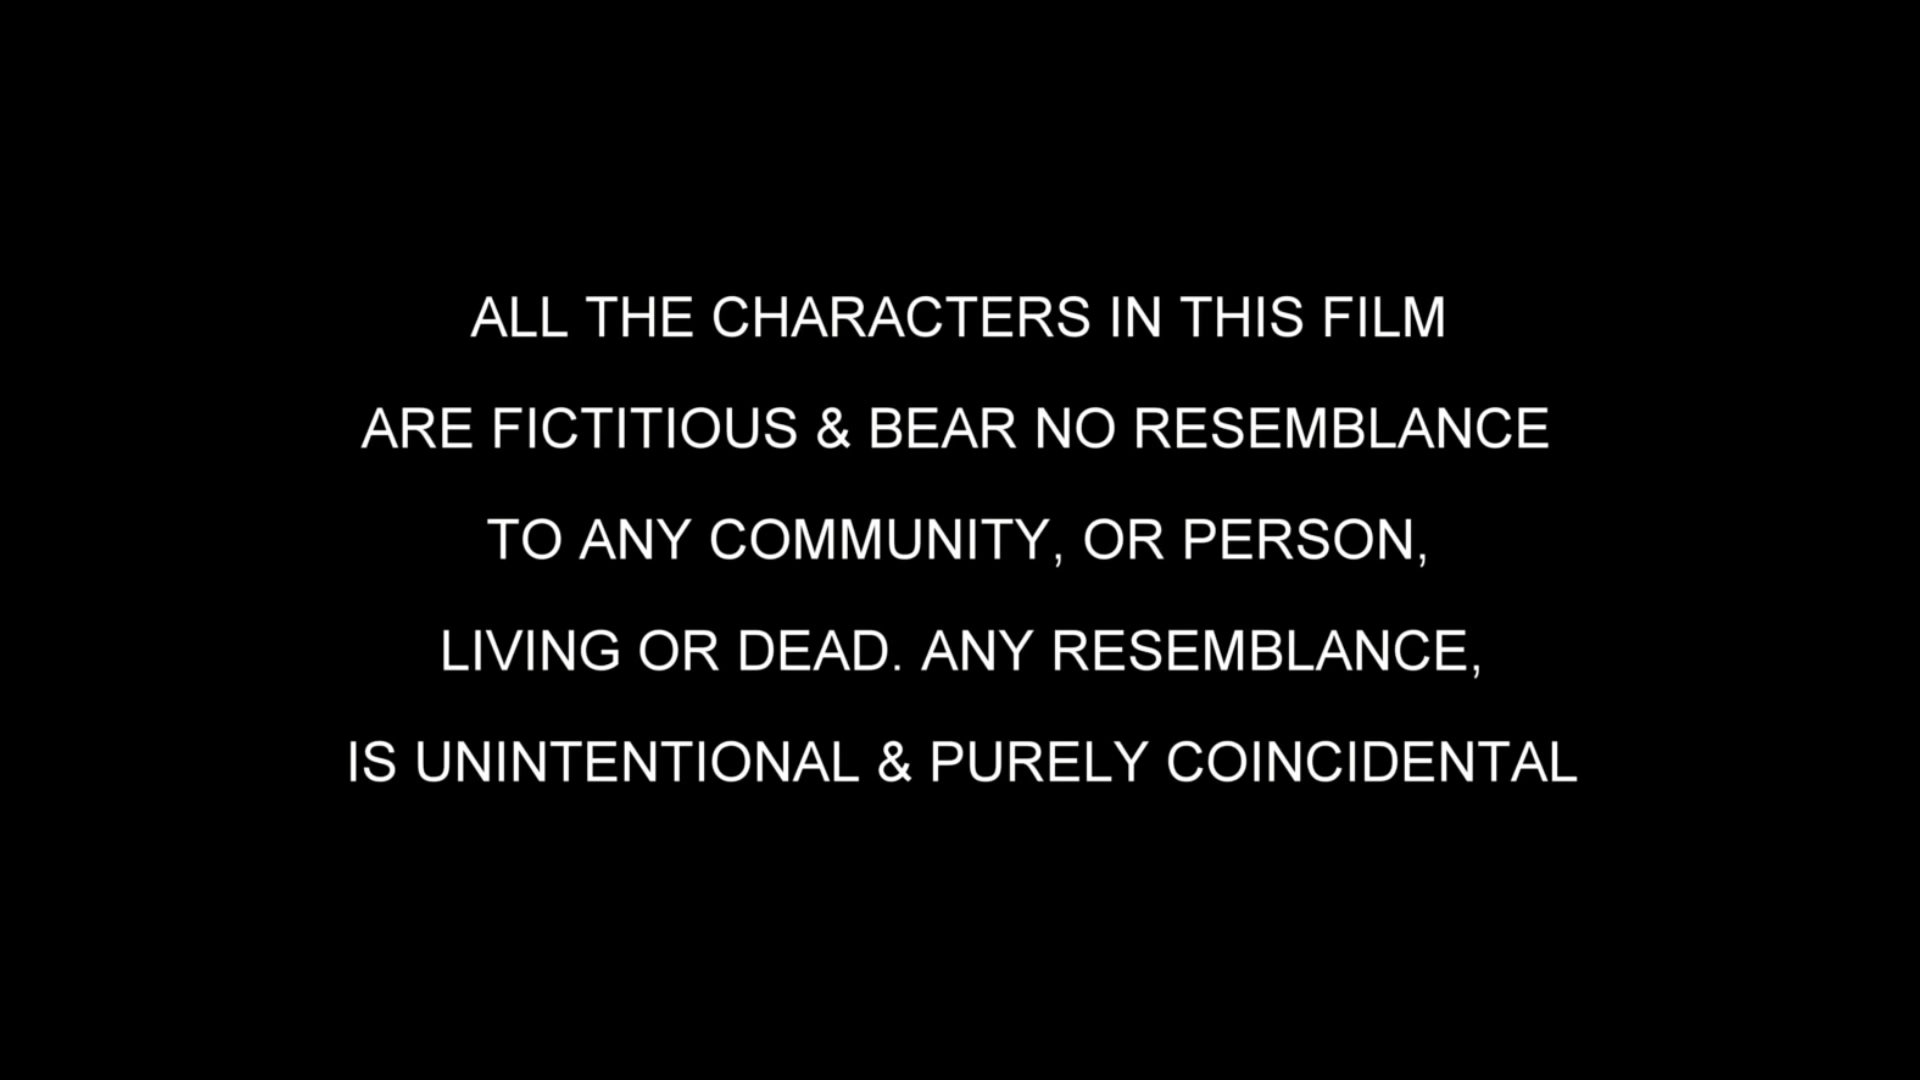 ALL THE CHARACTERS IN THIS FILM
ARE FICTITIOUS & BEAR NO RESEMBLANCE
TO ANY COMMUNITY, OR PERSON,
LIVING OR DEAD. ANY RESEMBLANCE,
IS UNINTENTIONAL & PURELY COINCIDENTAL